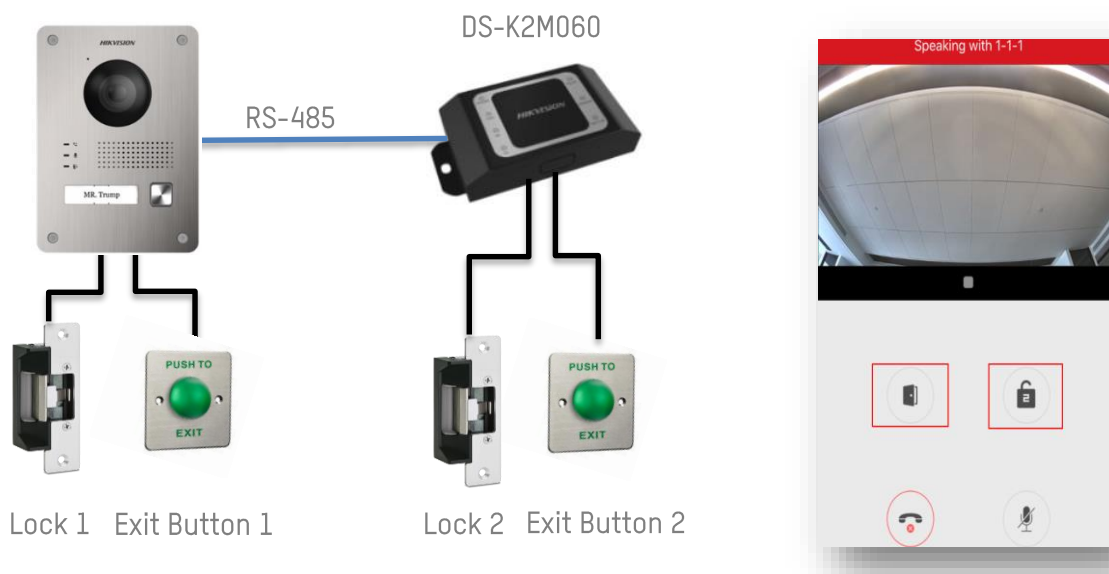 DS-K2M060
HIKVISION
RS-485
HIKVISION
MR. Trump
PUSH TO
EXIT
PUSH TO
EXIT
Lock 1
Exit Button 1
Lock 2
Exit Button 2
Speaking with 1-1-1
2